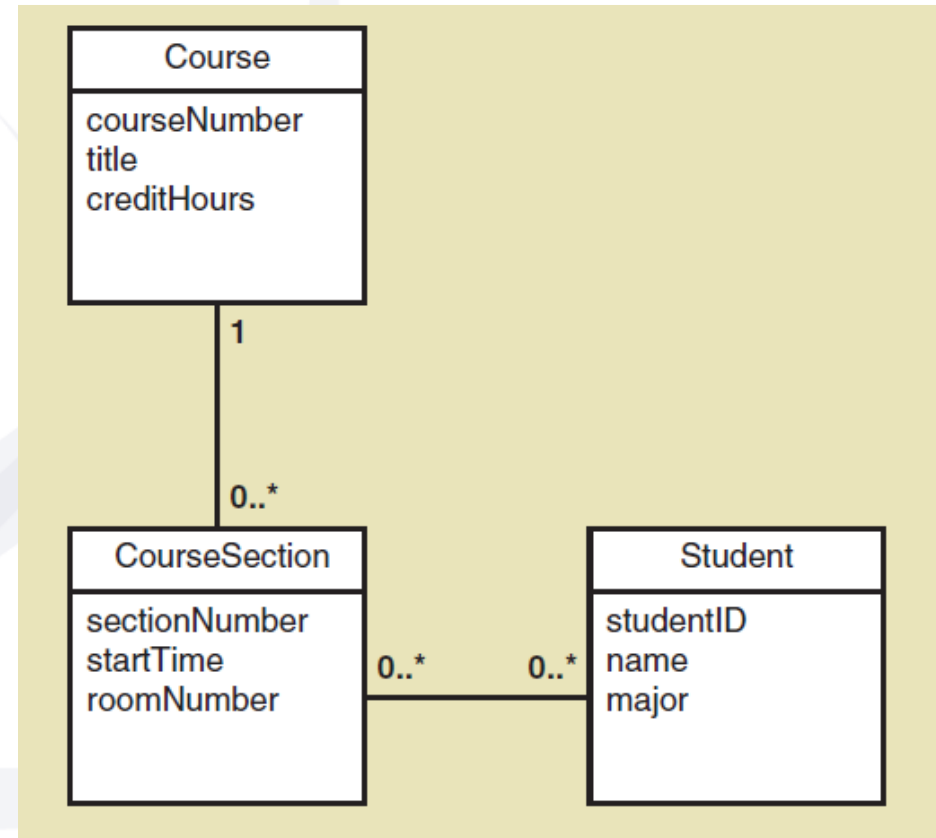 Course
courseNumber
title
creditHours
1
0..*
CourseSection
sectionNumber
startTime
roomNumber
0..*
0..*
Student
studentID
name
major